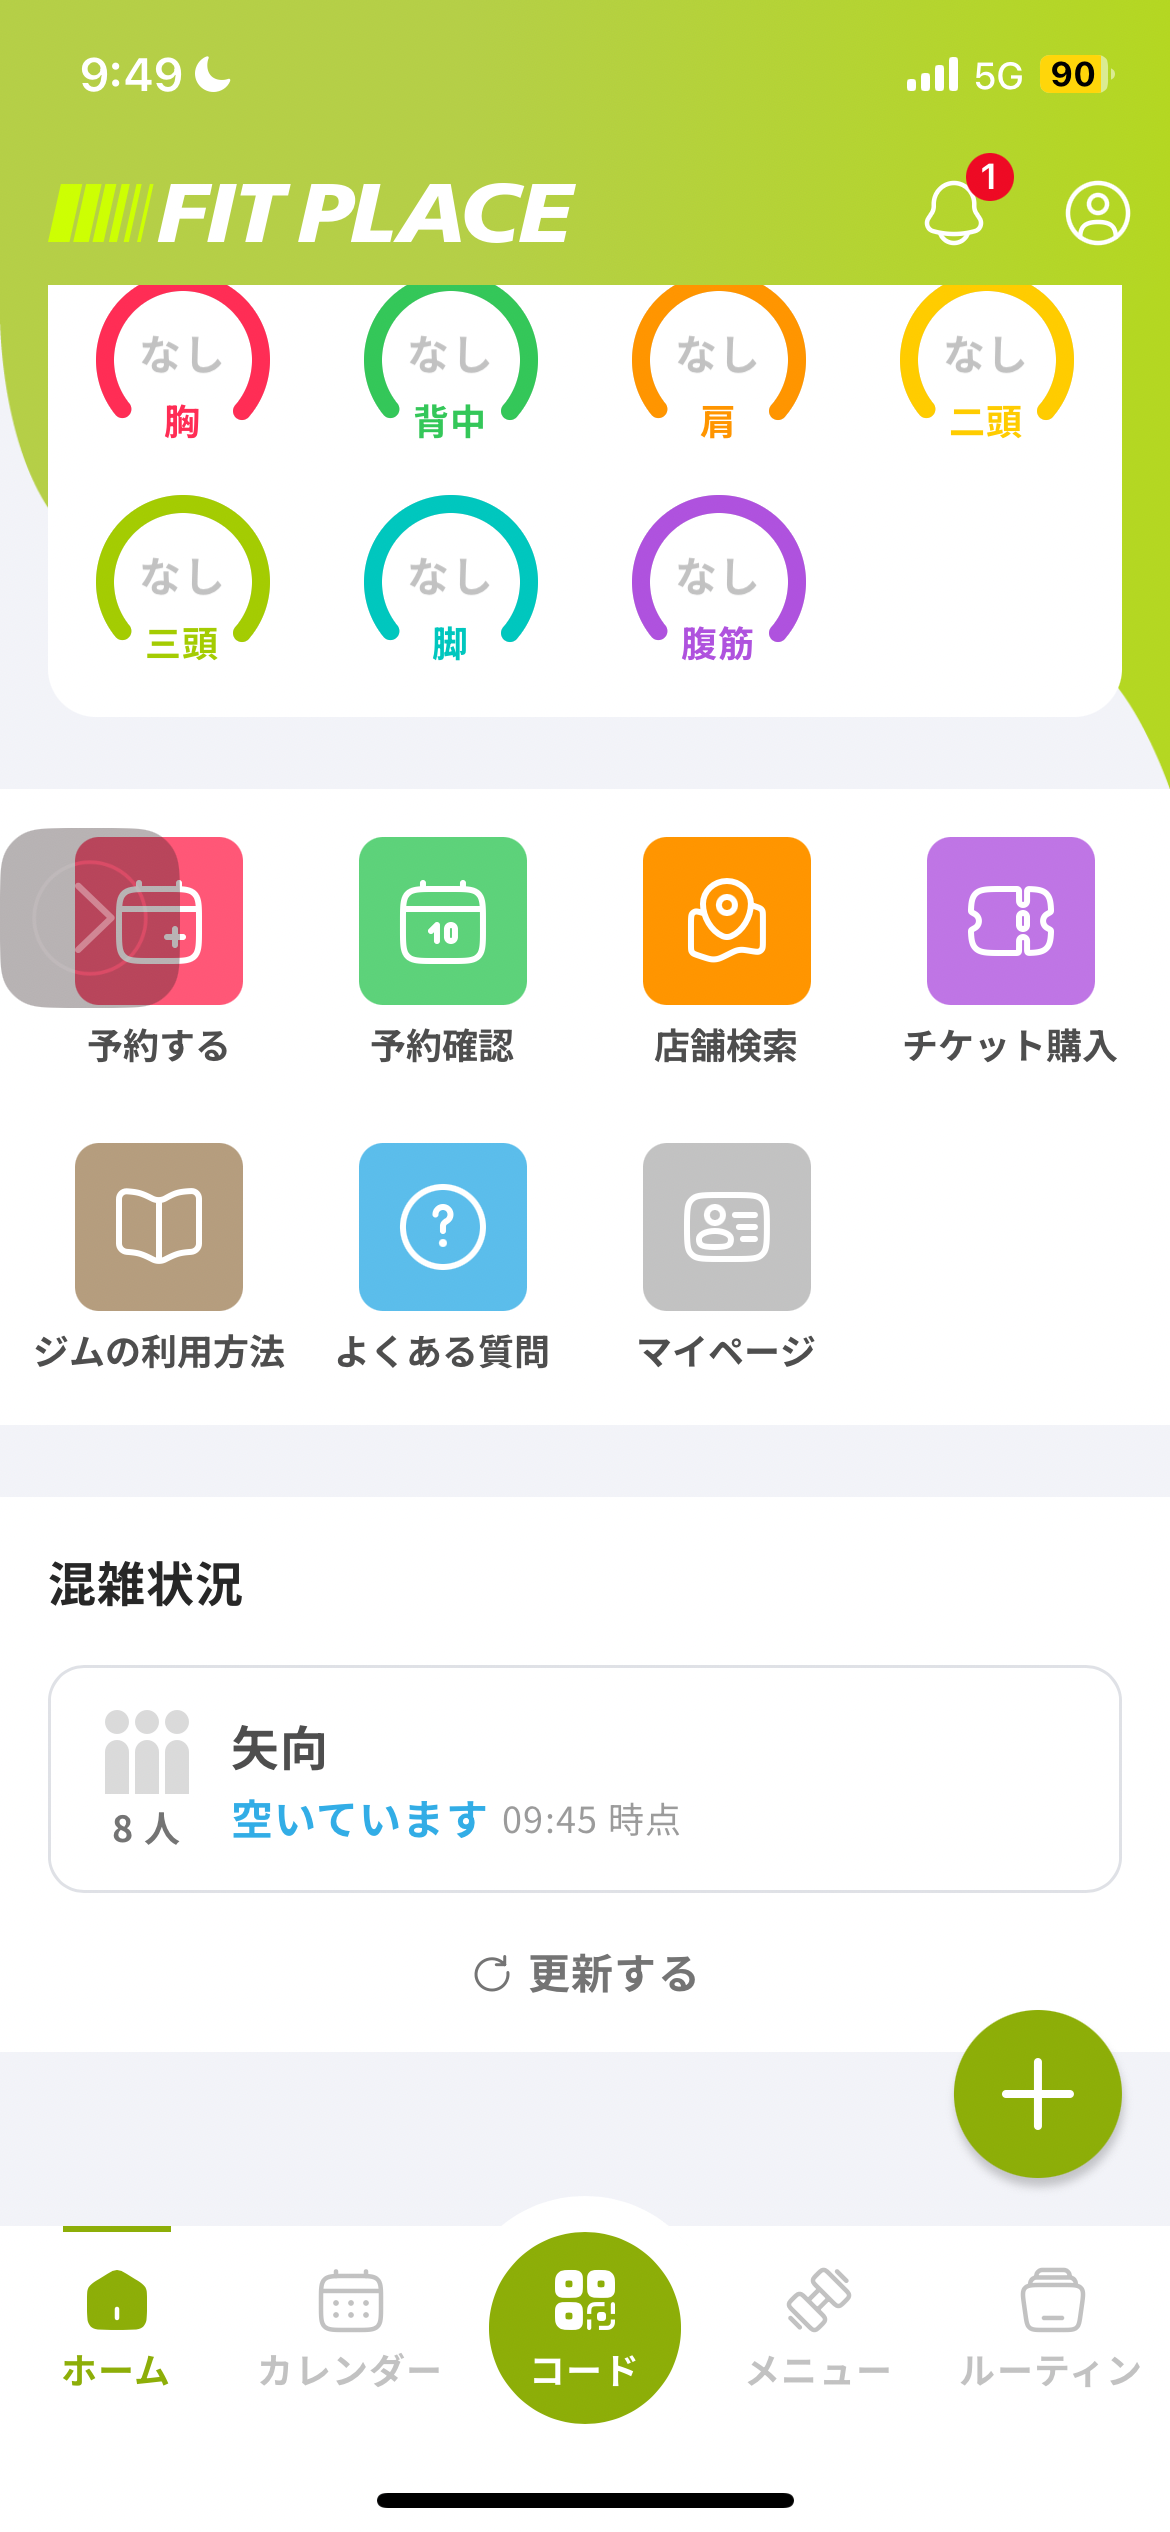 9:49
5G
90
FIT PLACE
1
なし
胸
なし
背中
なし
肩
なし
二頭
なし
三頭
なし
脚
なし
腹筋
予約する
10
予約確認
店舗検索
チケット購入
ジムの利用方法
?
よくある質問
マイページ
混雑状況
8 人
矢向
空いています 09:45 時点
更新する
ホーム
カレンダー
コード
メニュー
ルーティン